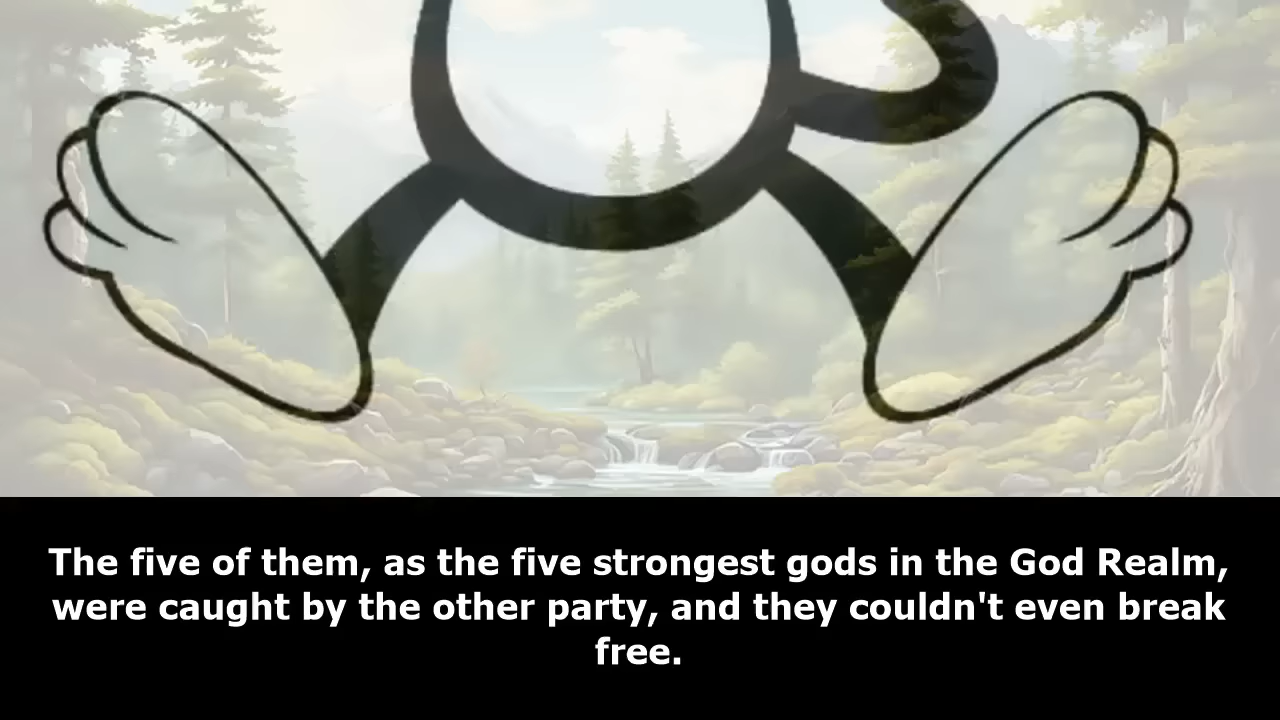 The five of them, as the five strongest gods in the God Realm,
were caught by the other party, and they couldn't even break
free.